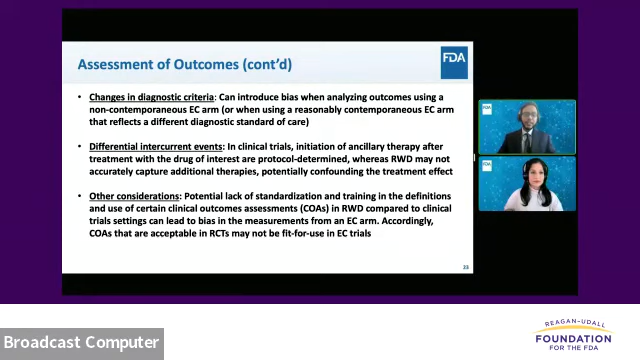 Assessment of Outcomes (cont'd)
FDA
• Changes in diagnostic criteria: Can introduce bias when analyzing outcomes using a
non-contemporaneous EC arm (or when using a reasonably contemporaneous EC arm
that reflects a different diagnostic standard of care)
• Differential intercurrent events: In clinical trials, initiation of ancillary therapy after
treatment with the drug of interest are protocol-determined, whereas RWD may not
accurately capture additional therapies, potentially confounding the treatment effect
• Other considerations: Potential lack of standardization and training in the definitions
and use of certain clinical outcomes assessments (COAs) in RWD compared to clinical
trials settings can lead to bias in the measurements from an EC arm. Accordingly,
COAs that are acceptable in RCTs may not be fit-for-use in EC trials
23
Broadcast Computer
REAGAN-UDALL
FOUNDATION
FOR THE FDA